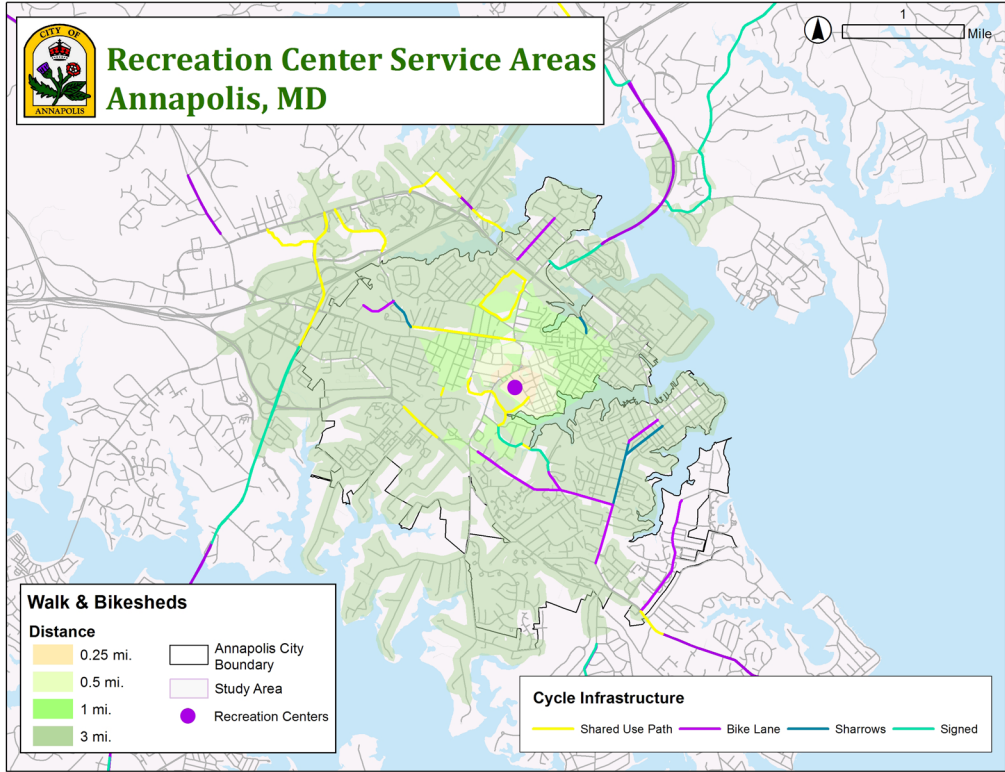 CITY OF
ANNAPOLIS
Recreation Center Service Areas
Annapolis, MD
1
Mile
Walk & Bikesheds
Distance
0.25 mi.
0.5 mi.
1 mi.
3 mi.
Annapolis City
Boundary
Study Area
Recreation Centers
Cycle Infrastructure
Shared Use Path
Bike Lane
Sharrows
Signed